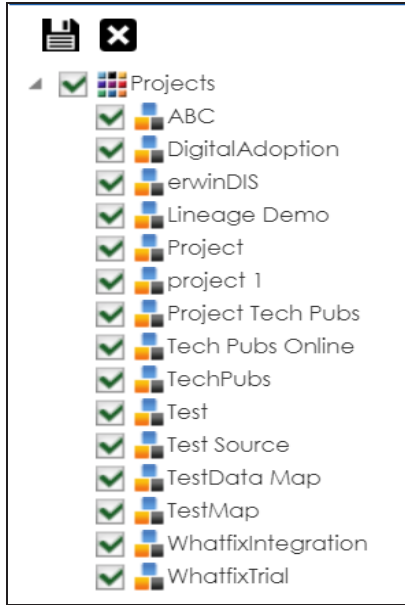 Projects
ABC
DigitalAdoption
erwinDIS
Lineage Demo
Project
project 1
Project Tech Pubs
Tech Pubs Online
TechPubs
Test
Test Source
TestData Map
TestMap
WhatfixIntegration
WhatfixTrial